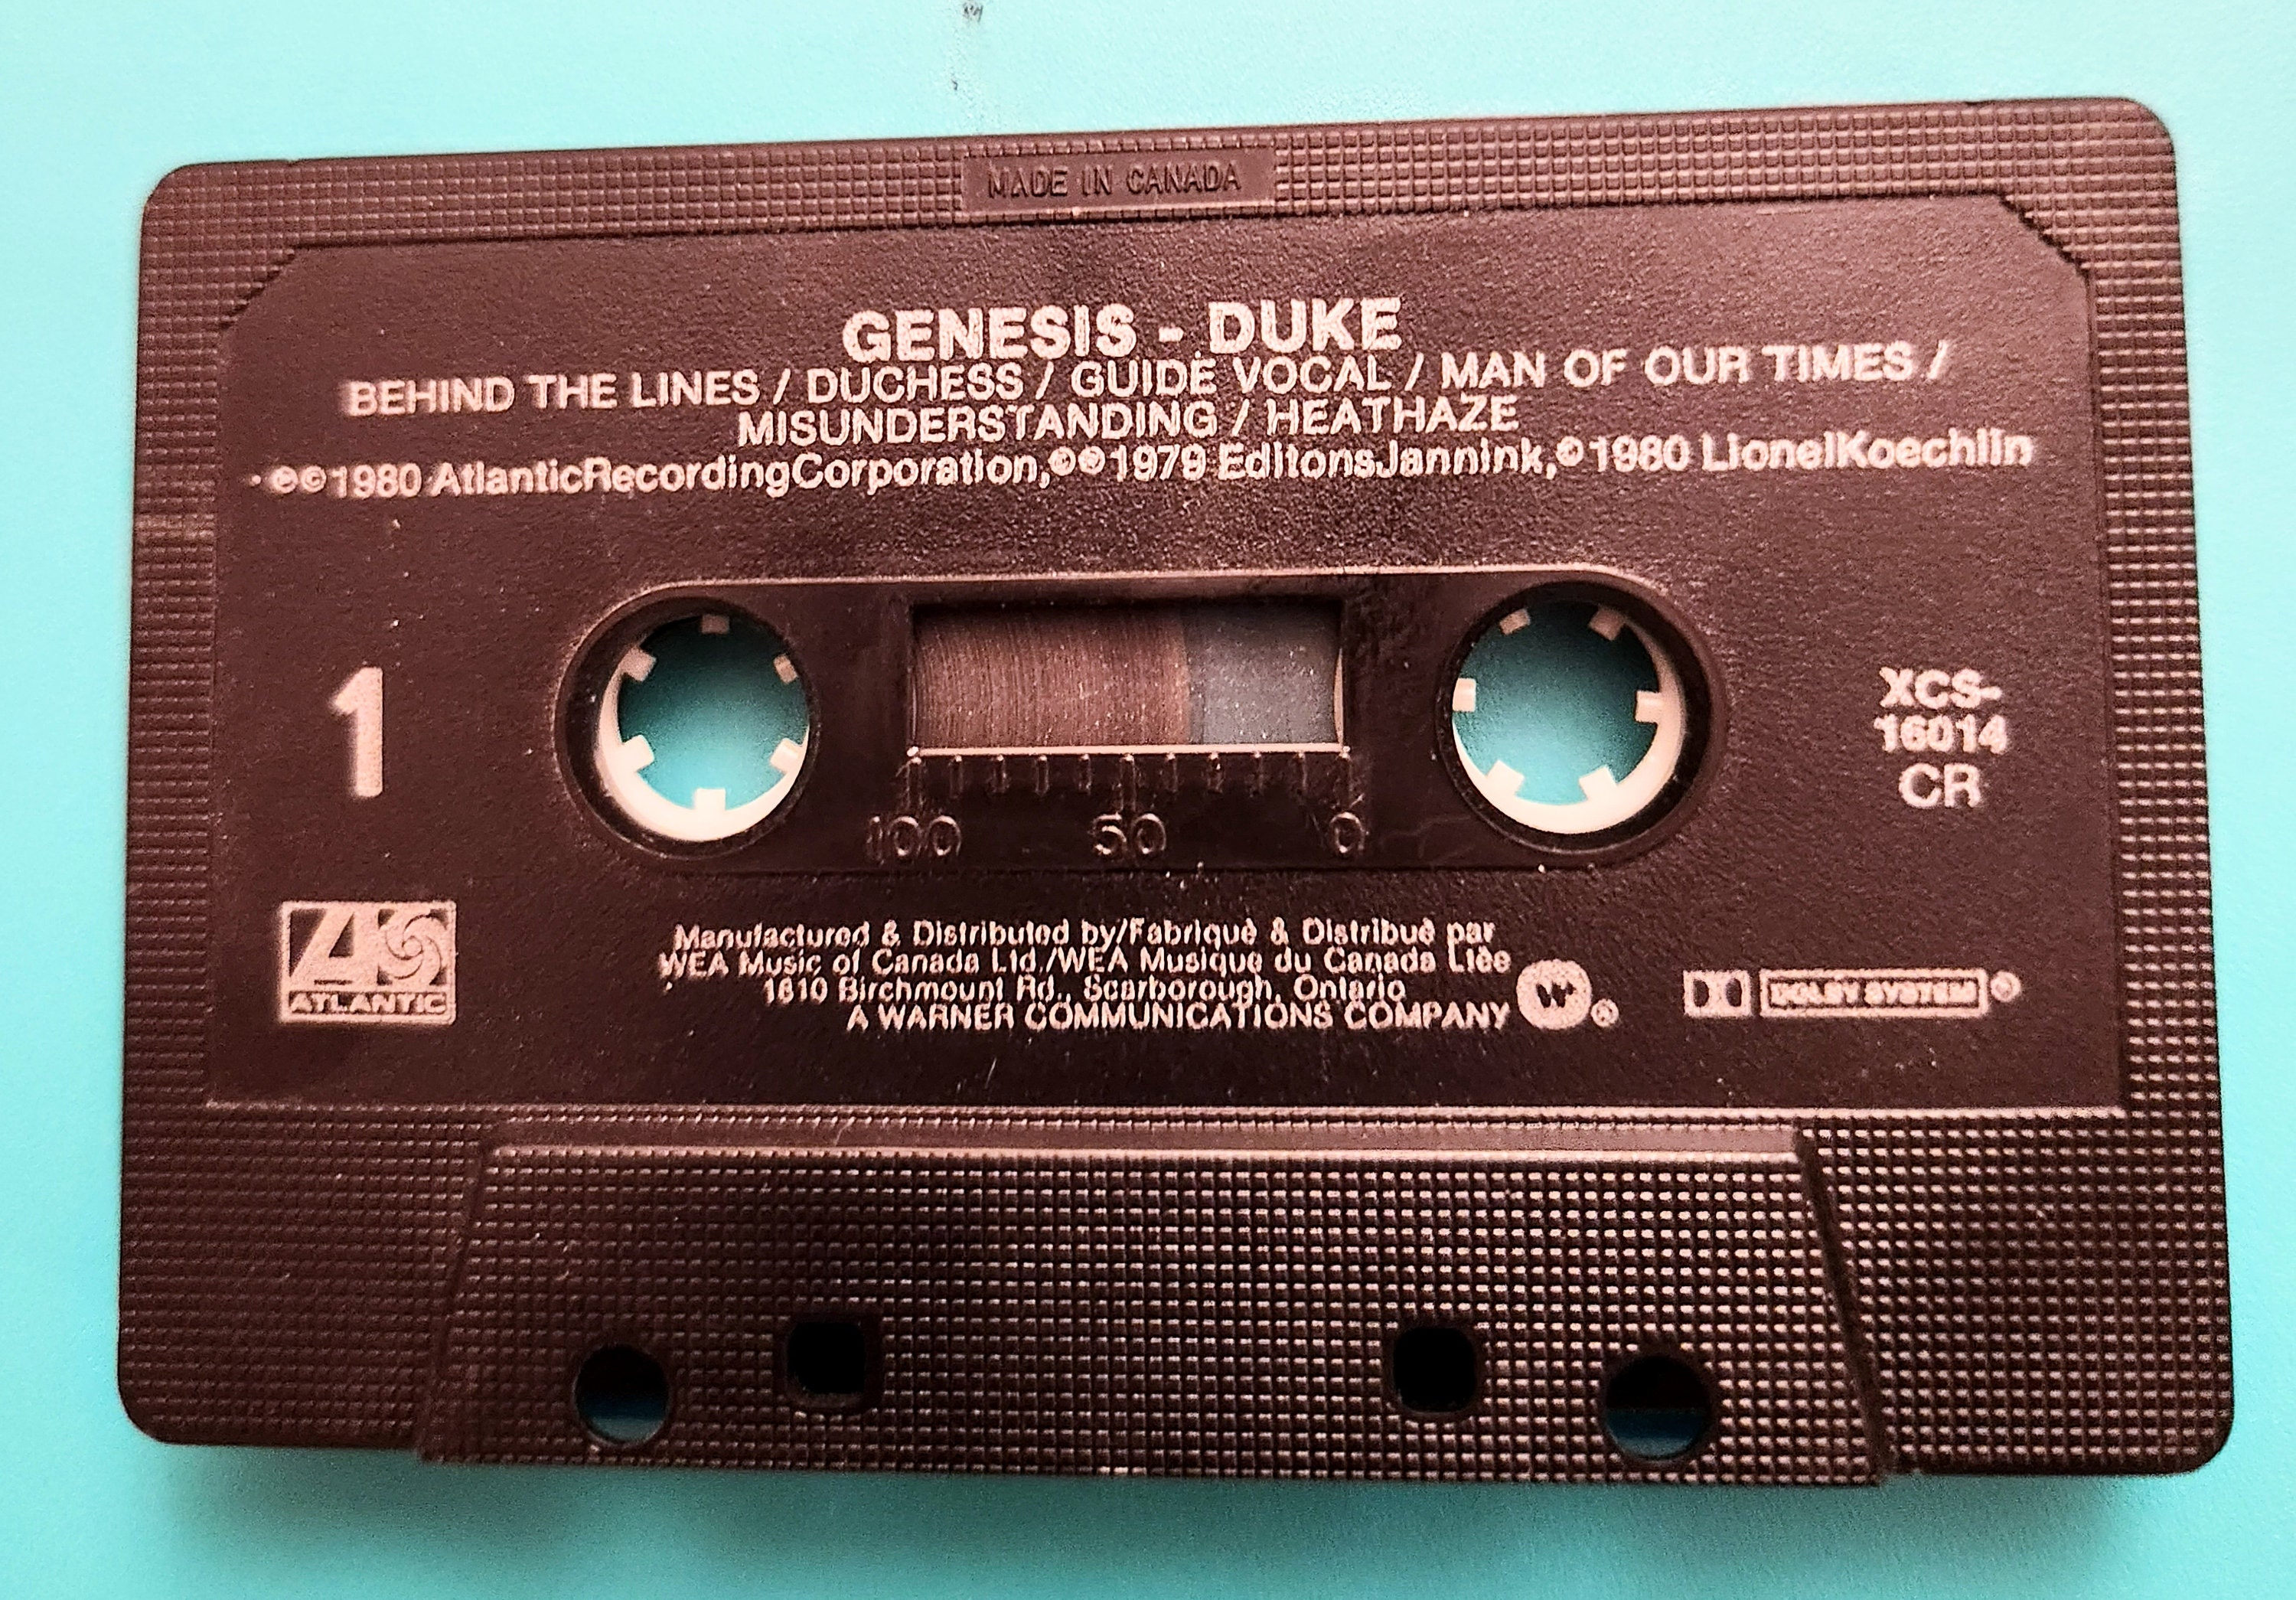 MADE IN CANADA
GENESIS - DUKE
BEHIND THE LINES / DUCHESS / GUIDE VOCAL / MAN OF OUR TIMES /
MISUNDERSTANDING / HEATHAZE
℗©1980 AtlanticRecordingCorporation,©℗1979 EditonsJannink,©1980 LionelKoechlin
1
XCS-
16014
CR
100 50 0
ATLANTIC
Manufactured & Distributed by/Fabriqué & Distribué par
WEA Music of Canada Ltd./WEA Musique du Canada Ltée
1810 Birchmount Rd., Scarborough, Ontario
A WARNER COMMUNICATIONS COMPANY W ®
DOLBY SYSTEM ®